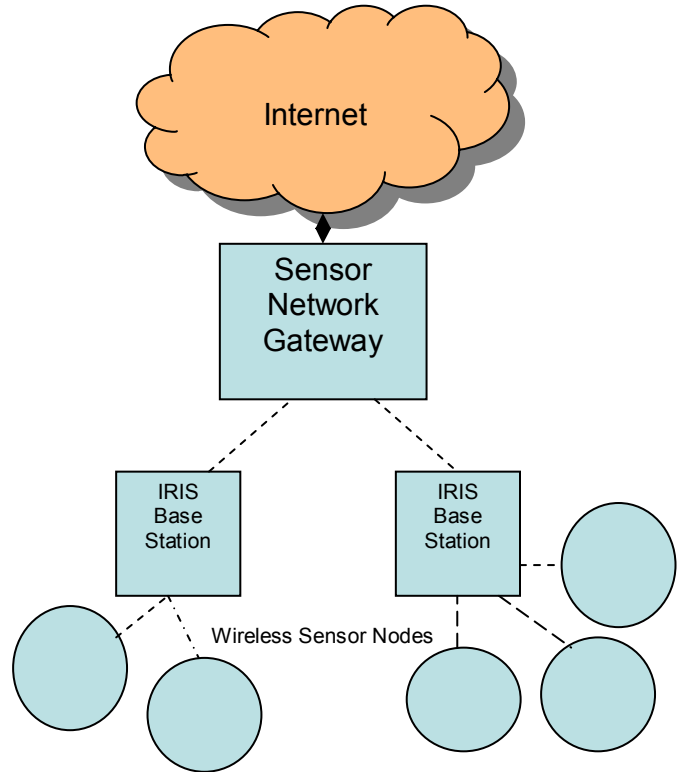 Internet
Sensor
Network
Gateway
IRIS
Base
Station
IRIS
Base
Station
Wireless Sensor Nodes